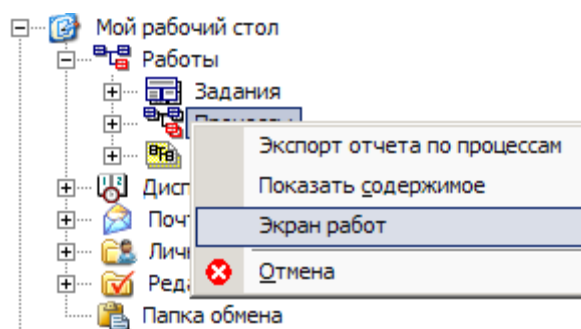 Мой рабочий стол
Работы
Задания
Экспорт отчета по процессам
Показать содержимое
Экран работ
Отмена
Папка обмена